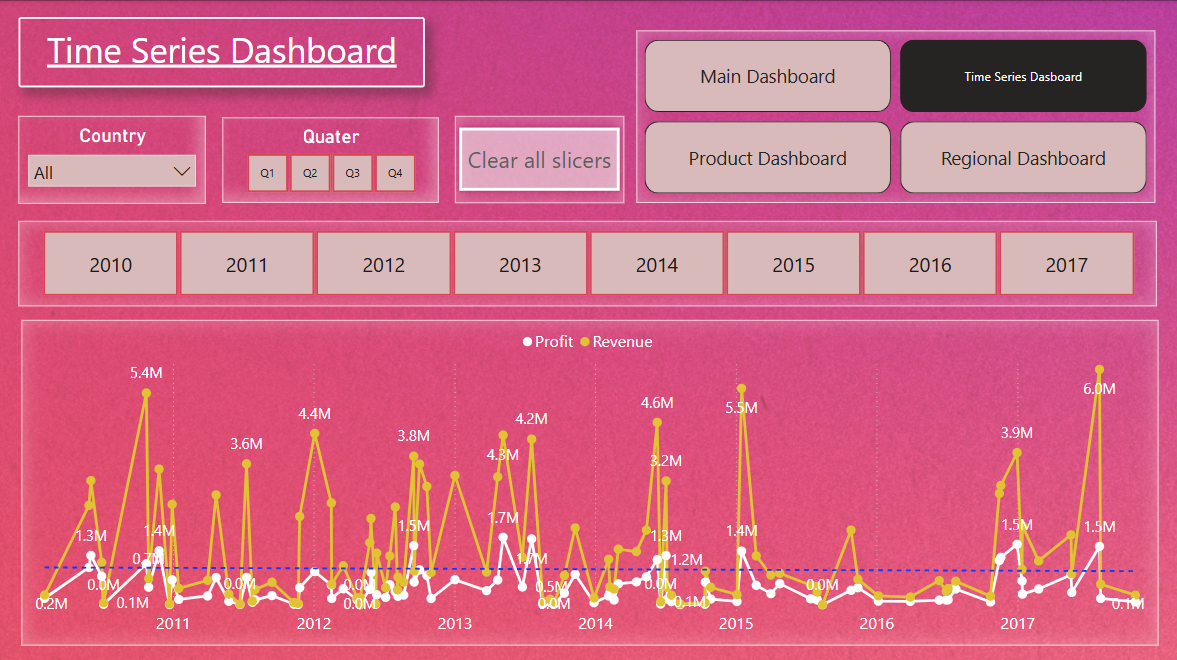 Time Series Dashboard
Main Dashboard
Time Series Dasboard
Product Dashboard
Regional Dashboard
Country
All
Quater
Q1 Q2 Q3 Q4
Clear all slicers
2010 2011 2012 2013 2014 2015 2016 2017
Profit Revenue
5.4M
3.6M
4.4M
3.8M
4.3M
4.2M
4.6M
3.2M
5.5M
3.9M
6.0M
1.3M
1.4M
1.5M
1.7M
1.3M
1.4M
1.5M
1.5M
0.2M
0.0M
0.1M
0.0M
0.0M
0.0M
0.5M
0.0M
0.0M
1.2M
0.1M
0.0M
0.1M
2011 2012 2013 2014 2015 2016 2017